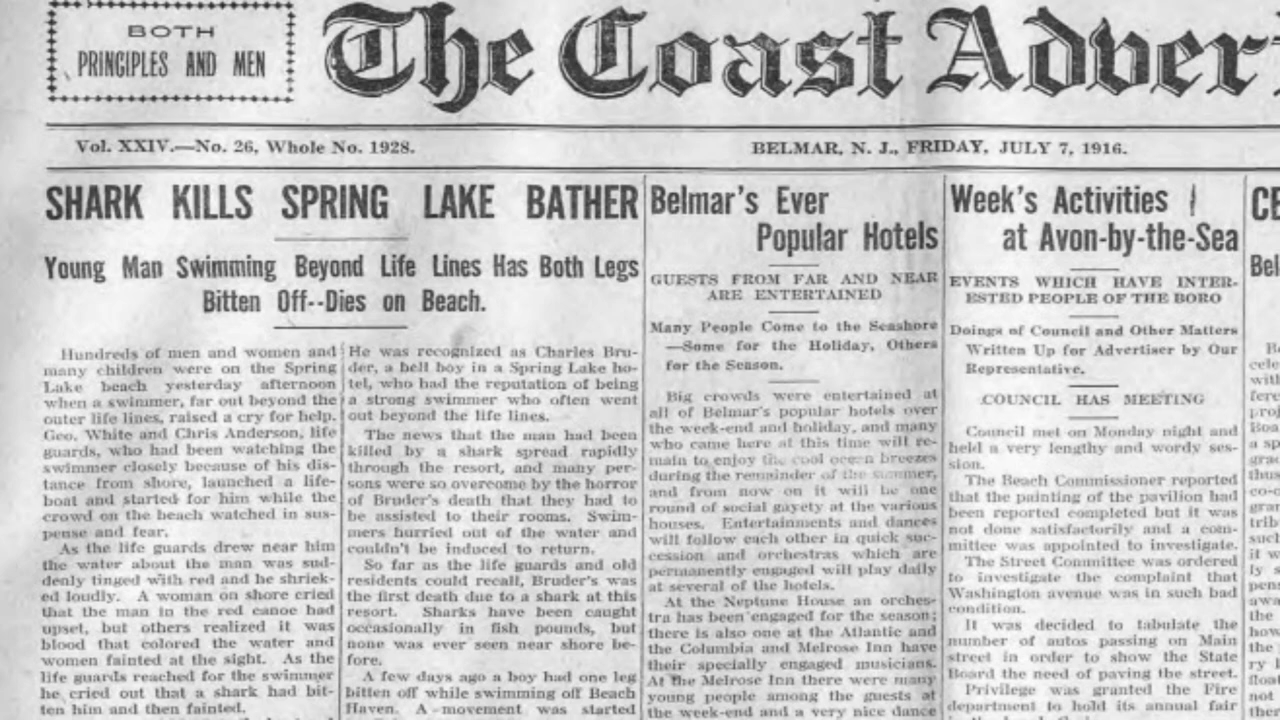 BOTH
PRINCIPLES AND MEN
The Coast Advert
Vol. XXIV.—No. 26, Whole No. 1928.
BELMAR, N. J., FRIDAY, JULY 7, 1916.
SHARK KILLS SPRING LAKE BATHER
Young Man Swimming Beyond Life Lines Has Both Legs
Bitten Off--Dies on Beach.
Hundreds of men and women and
many children were on the Spring
Lake beach yesterday afternoon
when a swimmer, far out beyond the
outer life lines, raised a cry for help.
Geo. White and Chris Anderson, life
guards, who had been watching the
swimmer closely because of his dis-
tance from shore, launched a life-
boat and started for him while the
crowd on the beach watched in sus-
pense and fear.
As the life guards drew near him
the water about the man was sud-
denly tinged with red and he shriek-
ed loudly. A woman on shore cried
that the man in the red canoe had
upset, but others realized it was
blood that colored the water and
women fainted at the sight. As the
life guards reached for the swimmer
he cried out that a shark had bit-
ten him and then fainted.
He was recognized as Charles Bru-
der, a bell boy in a Spring Lake ho-
tel, who had the reputation of being
a strong swimmer who often went
out beyond the life lines.
The news that the man had been
killed by a shark spread rapidly
through the resort, and many per-
sons were so overcome by the horror
of Bruder's death that they had to
be assisted to their rooms. Swim-
mers hurried out of the water and
couldn't be induced to return.
So far as the life guards and old
residents could recall, Bruder's was
the first death due to a shark at this
resort. Sharks have been caught
occasionally in fish pounds, but
none was ever seen near shore be-
fore.
A few days ago a boy had one leg
bitten off while swimming off Beach
Haven. A movement was started
Belmar's Ever
Popular Hotels
GUESTS FROM FAR AND NEAR
ARE ENTERTAINED
Many People Come to the Seashore
—Some for the Holiday, Others
for the Season.
Big crowds were entertained at
all of Belmar's popular hotels over
the week-end and holiday, and many
who came here at this time will re-
main to enjoy the cool ocean breezes
during the remainder of the summer,
and from now on it will be one
round of social gayety at the various
houses. Entertainments and dances
will follow each other in quick suc-
cession and orchestras which are
permanently engaged will play daily
at several of the hotels.
At the Neptune House an orches-
tra has been engaged for the season;
there is also one at the Atlantic and
the Columbia and Melrose Inn have
their specially engaged musicians.
At the Melrose Inn there were many
young people among the guests at
the week-end and a very nice dance
Week's Activities
at Avon-by-the-Sea
EVENTS WHICH HAVE INTER-
ESTED PEOPLE OF THE BORO
Doings of Council and Other Matters
Written Up for Advertiser by Our
Representative.
COUNCIL HAS MEETING
Council met on Monday night and
held a very lengthy and wordy ses-
sion.
The Beach Commissioner reported
that the painting of the pavilion had
been reported completed but it was
not done satisfactorily and a com-
mittee was appointed to investigate.
The Street Committee was ordered
to investigate the complaint that
Washington avenue was in such bad
condition.
It was decided to tabulate the
number of autos passing on Main
street in order to show the State
Board the need of paving the street.
Privilege was granted the Fire
department to hold its annual fair
CE
Bel